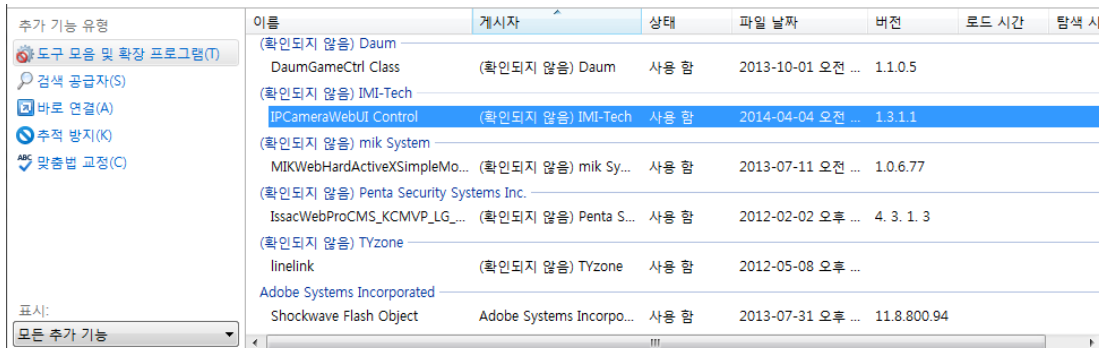 추가 기능 유형
도구 모음 및 확장 프로그램(T)
검색 공급자(S)
바로 연결(A)
추적 방지(K)
맞춤법 교정(C)
표시:
모든 추가 기능
이름 게시자 상태 파일 날짜 버전 로드 시간 탐색 시
(확인되지 않음) Daum
DaumGameCtrl Class (확인되지 않음) Daum 사용 함 2013-10-01 오전 ... 1.1.0.5
(확인되지 않음) IMI-Tech
IPCameraWebUI Control (확인되지 않음) IMI-Tech 사용 함 2014-04-04 오전 ... 1.3.1.1
(확인되지 않음) mik System
MIKWebHardActiveXSimpleMo... (확인되지 않음) mik Sy... 사용 함 2013-07-11 오전 ... 1.0.6.77
(확인되지 않음) Penta Security Systems Inc.
IssacWebProCMS_KCMVP_LG_... (확인되지 않음) Penta S... 사용 함 2012-02-02 오후 ... 4. 3. 1. 3
(확인되지 않음) TYzone
linelink (확인되지 않음) TYzone 사용 함 2012-05-08 오후 ...
Adobe Systems Incorporated
Shockwave Flash Object Adobe Systems Incorpo... 사용 함 2013-07-31 오후 ... 11.8.800.94